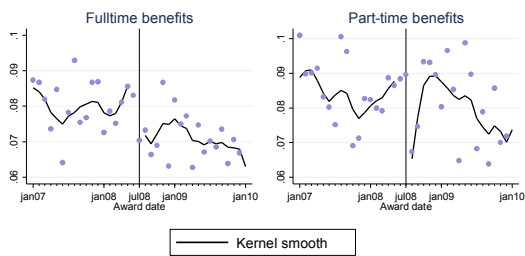 Fulltime benefits
.1
.09
.08
.07
.06
jan07 jan08 jul08 jan09 jan10
Award date
Part-time benefits
.1
.09
.08
.07
.06
jan07 jan08 jul08 jan09 jan10
Award date
Kernel smooth